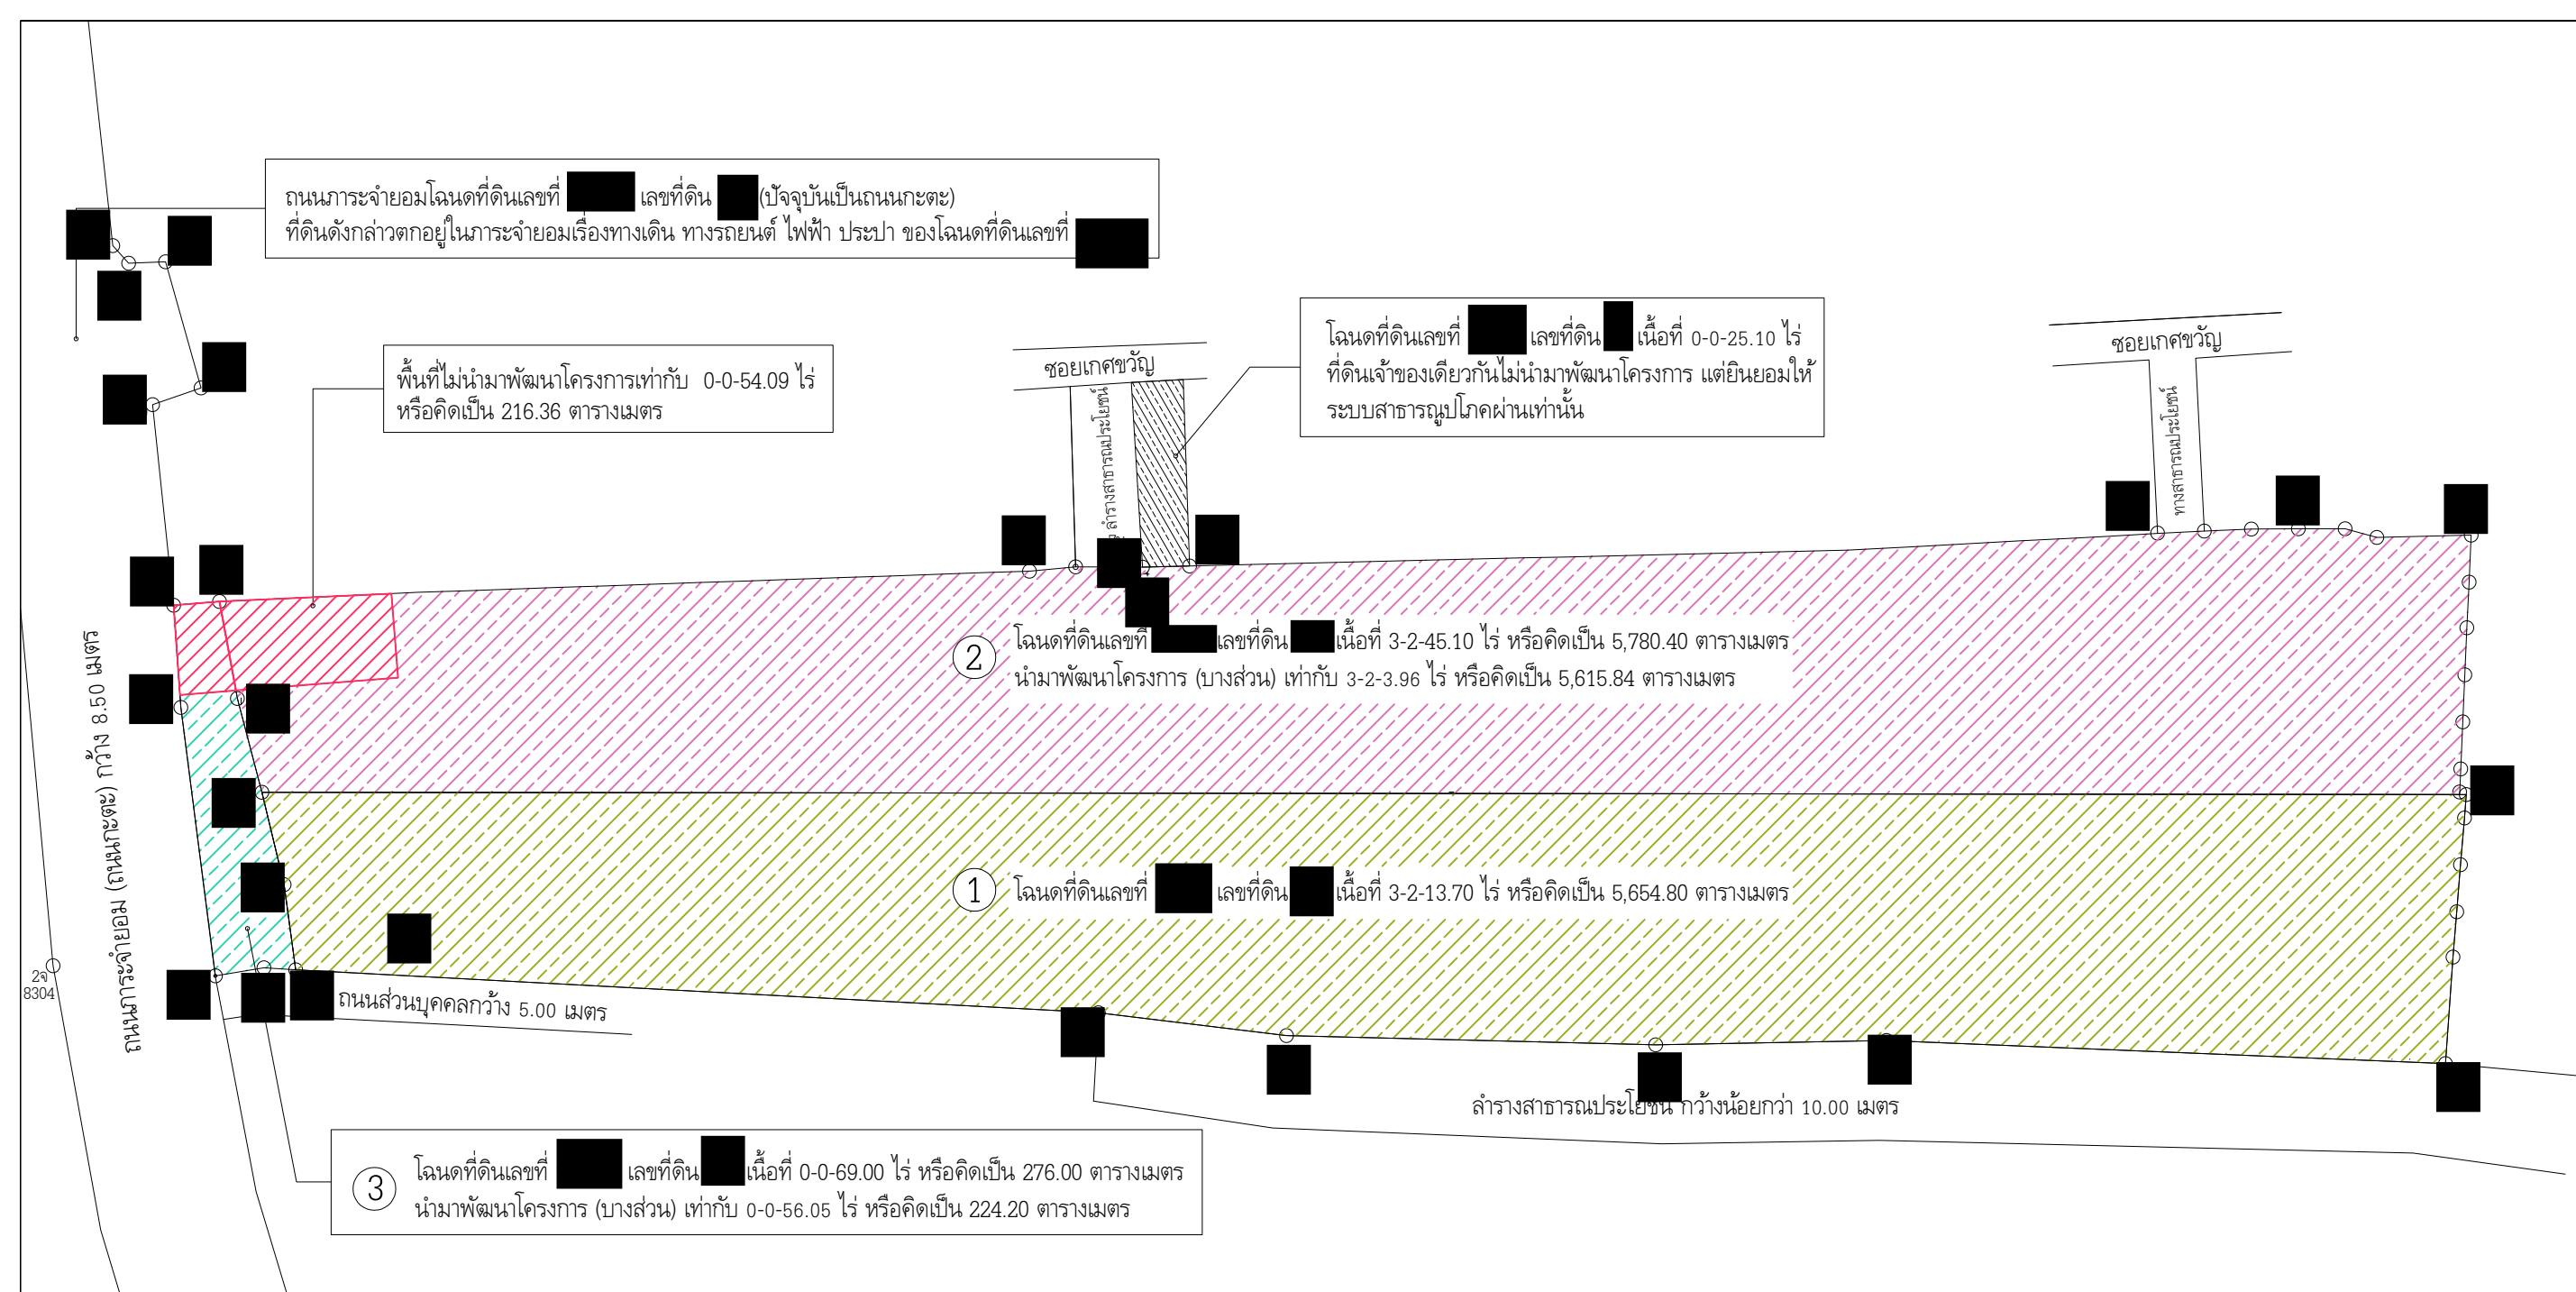 ถนนภาระจำยอมโฉนดที่ดินเลขที่ เลขที่ดิน (ปัจจุบันเป็นถนนกะตะ)
ที่ดินดังกล่าวตกอยู่ในภาระจำยอมเรื่องทางเดิน ทางรถยนต์ ไฟฟ้า ประปา ของโฉนดที่ดินเลขที่
พื้นที่ไม่นำมาพัฒนาโครงการเท่ากับ 0-0-54.09 ไร่
หรือคิดเป็น 216.36 ตารางเมตร
ซอยเกศขวัญ
ลำรางสาธารณประโยชน์
โฉนดที่ดินเลขที่ เลขที่ดิน เนื้อที่ 0-0-25.10 ไร่
ที่ดินเจ้าของเดียวกันไม่นำมาพัฒนาโครงการ แต่ยินยอมให้
ระบบสาธารณูปโภคผ่านเท่านั้น
ซอยเกศขวัญ
ทางสาธารณประโยชน์
2 โฉนดที่ดินเลขที่ เลขที่ดิน เนื้อที่ 3-2-45.10 ไร่ หรือคิดเป็น 5,780.40 ตารางเมตร
นำมาพัฒนาโครงการ (บางส่วน) เท่ากับ 3-2-3.96 ไร่ หรือคิดเป็น 5,615.84 ตารางเมตร
1 โฉนดที่ดินเลขที่ เลขที่ดิน เนื้อที่ 3-2-13.70 ไร่ หรือคิดเป็น 5,654.80 ตารางเมตร
ถนนภาระจำยอม (ถนนกะตะ) กว้าง 8.50 เมตร
2จ
8304
ถนนส่วนบุคคลกว้าง 5.00 เมตร
ลำรางสาธารณประโยชน์ กว้างน้อยกว่า 10.00 เมตร
3 โฉนดที่ดินเลขที่ เลขที่ดิน เนื้อที่ 0-0-69.00 ไร่ หรือคิดเป็น 276.00 ตารางเมตร
นำมาพัฒนาโครงการ (บางส่วน) เท่ากับ 0-0-56.05 ไร่ หรือคิดเป็น 224.20 ตารางเมตร